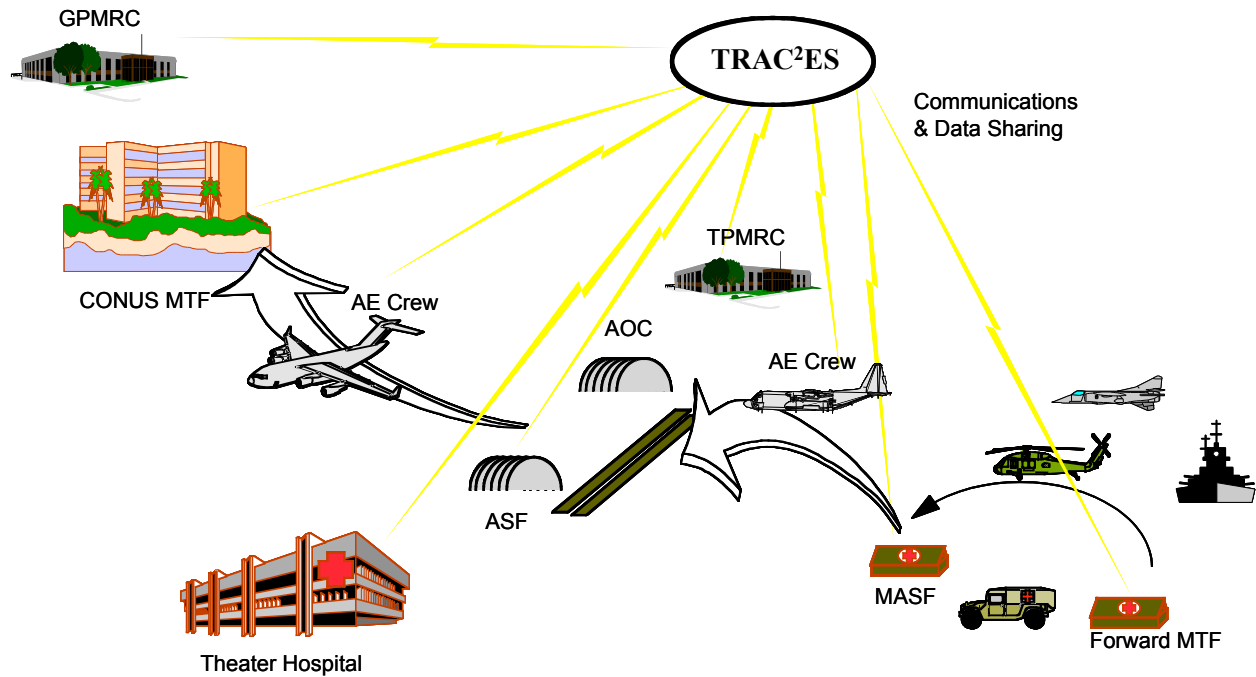 GPMRC
TRAC²ES
Communications
& Data Sharing
TPMRC
CONUS MTF
AE Crew
AOC
AE Crew
ASF
MASF
Forward MTF
Theater Hospital